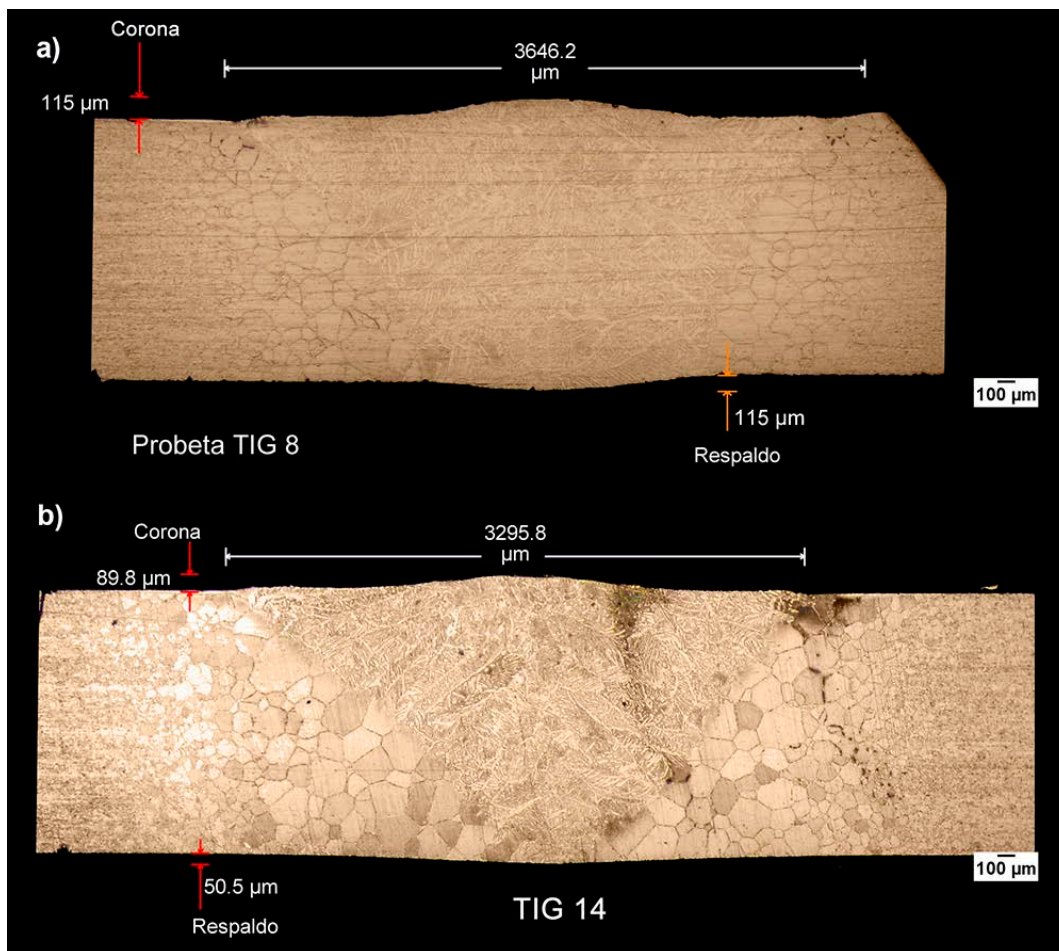 Corona
a)
3646.2
µm
115 µm
115 µm
100 µm
Probeta TIG 8
Respaldo
b)
Corona
3295.8
µm
89.8 µm
100 µm
50.5 µm
TIG 14
Respaldo